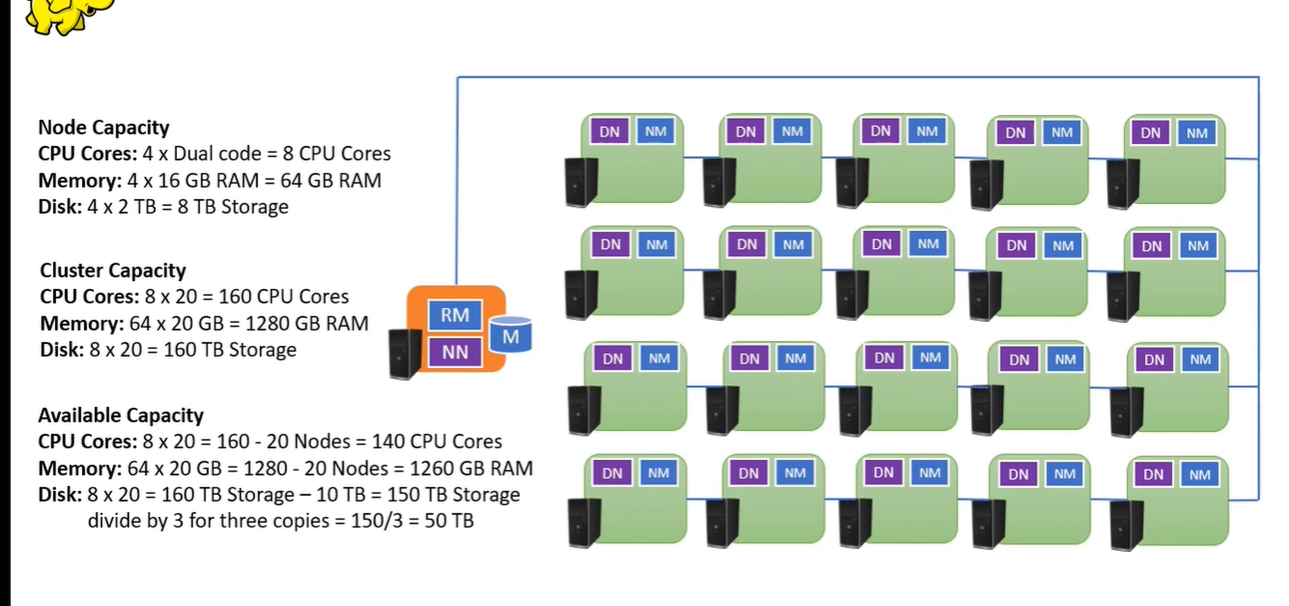 Node Capacity
CPU Cores: 4 x Dual code = 8 CPU Cores
Memory: 4 x 16 GB RAM = 64 GB RAM
Disk: 4 x 2 TB = 8 TB Storage
Cluster Capacity
CPU Cores: 8 x 20 = 160 CPU Cores
Memory: 64 x 20 GB = 1280 GB RAM
Disk: 8 x 20 = 160 TB Storage
Available Capacity
CPU Cores: 8 x 20 = 160 - 20 Nodes = 140 CPU Cores
Memory: 64 x 20 GB = 1280 - 20 Nodes = 1260 GB RAM
Disk: 8 x 20 = 160 TB Storage – 10 TB = 150 TB Storage
divide by 3 for three copies = 150/3 = 50 TB
RM
NN
M
DN NM DN NM DN NM DN NM DN NM
DN NM DN NM DN NM DN NM DN NM
DN NM DN NM DN NM DN NM DN NM
DN NM DN NM DN NM DN NM DN NM